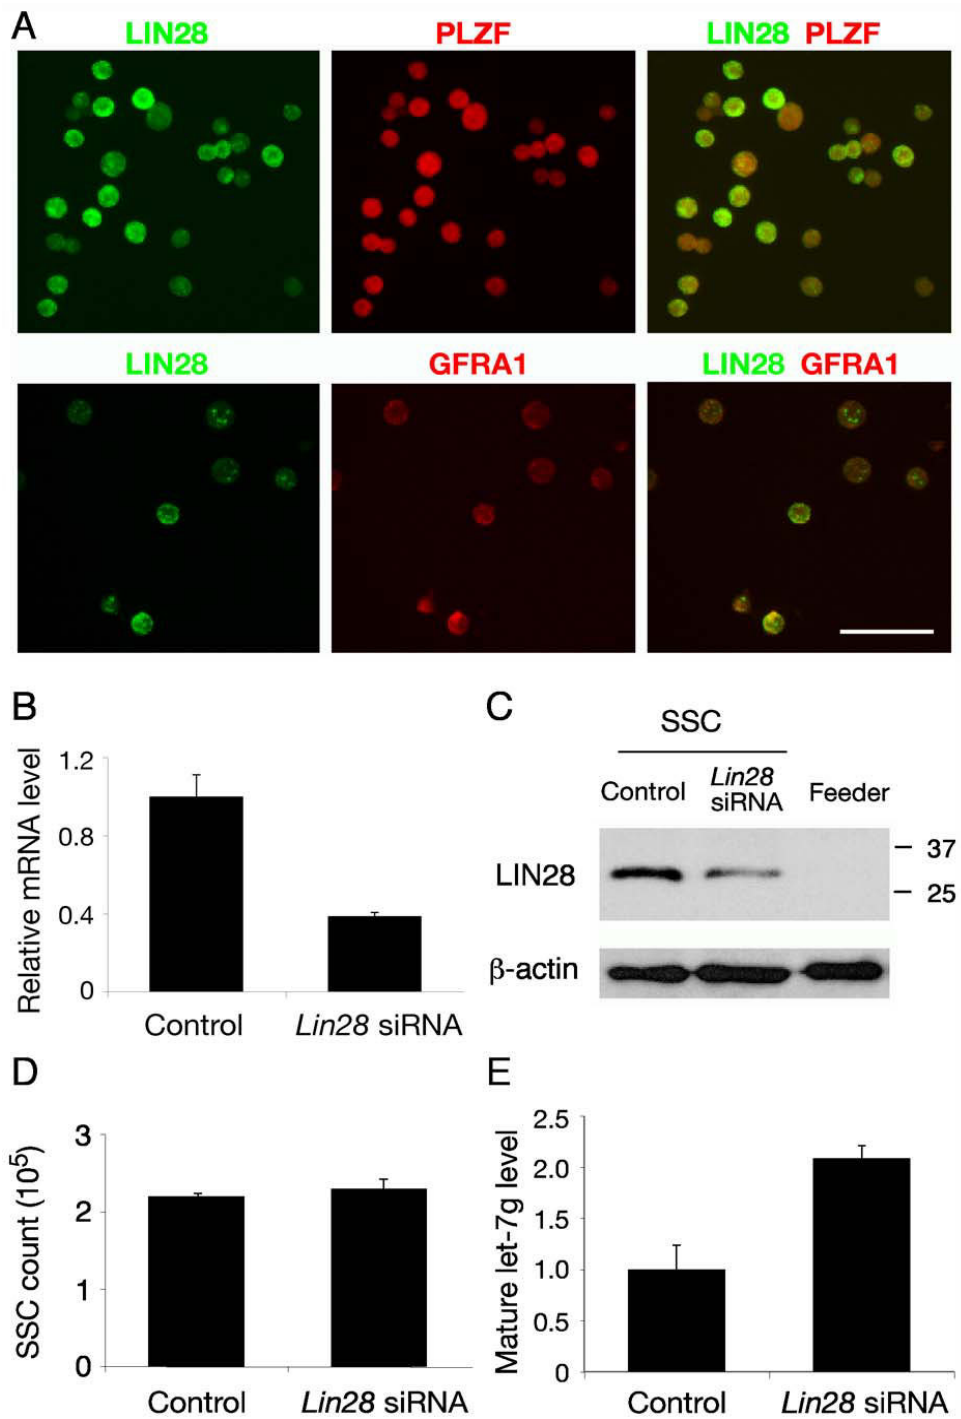 A
LIN28
PLZF
LIN28 PLZF
LIN28
GFRA1
LIN28 GFRA1
B
Relative mRNA level
1.2
0.8
0.4
0
Control
Lin28 siRNA
C
SSC
Control
Lin28
siRNA
Feeder
LIN28
37
25
β-actin
D
SSC count (10⁵)
3
2
1
0
Control
Lin28 siRNA
E
Mature let-7g level
2.5
2.0
1.5
1.0
0.5
0
Control
Lin28 siRNA